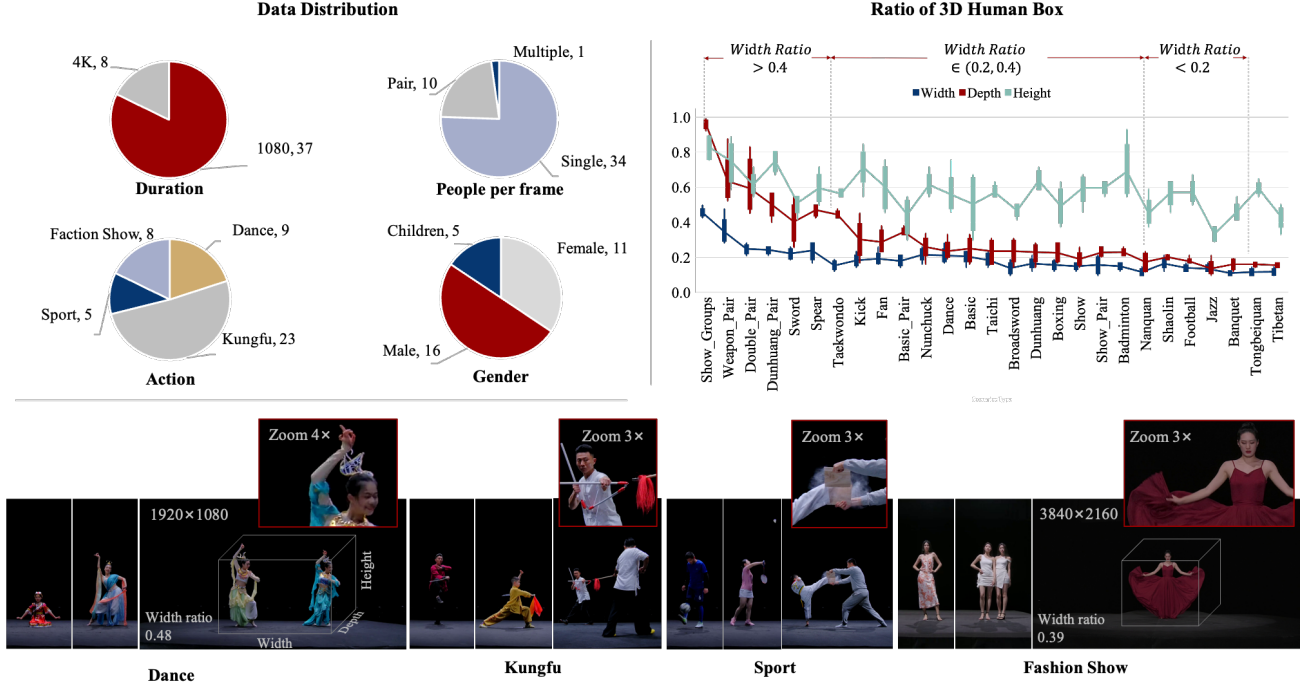 Data Distribution
4K, 8
1080, 37
Duration
Multiple, 1
Pair, 10
Single, 34
People per frame
Faction Show, 8
Dance, 9
Sport, 5
Kungfu, 23
Action
Children, 5
Female, 11
Male, 16
Gender
Ratio of 3D Human Box
Width Ratio
> 0.4
Width Ratio
∈ (0.2, 0.4)
Width Ratio
< 0.2
Width Depth Height
1.0
0.8
0.6
0.4
0.2
0.0
Show_Groups
Weapon_Pair
Double_Pair
Dunhuang_Pair
Sword
Spear
Taekwondo
Kick
Fan
Basic_Pair
Nunchuck
Dance
Basic
Taichi
Broadsword
Dunhuang
Boxing
Show
Show_Pair
Badminton
Nanquan
Shaolin
Football
Jazz
Banquet
Tongbeiquan
Tibetan
Zoom 4×
1920×1080
Height
Depth
Width
Width ratio
0.48
Dance
Zoom 3×
Kungfu
Zoom 3×
Sport
Zoom 3×
3840×2160
Width ratio
0.39
Fashion Show